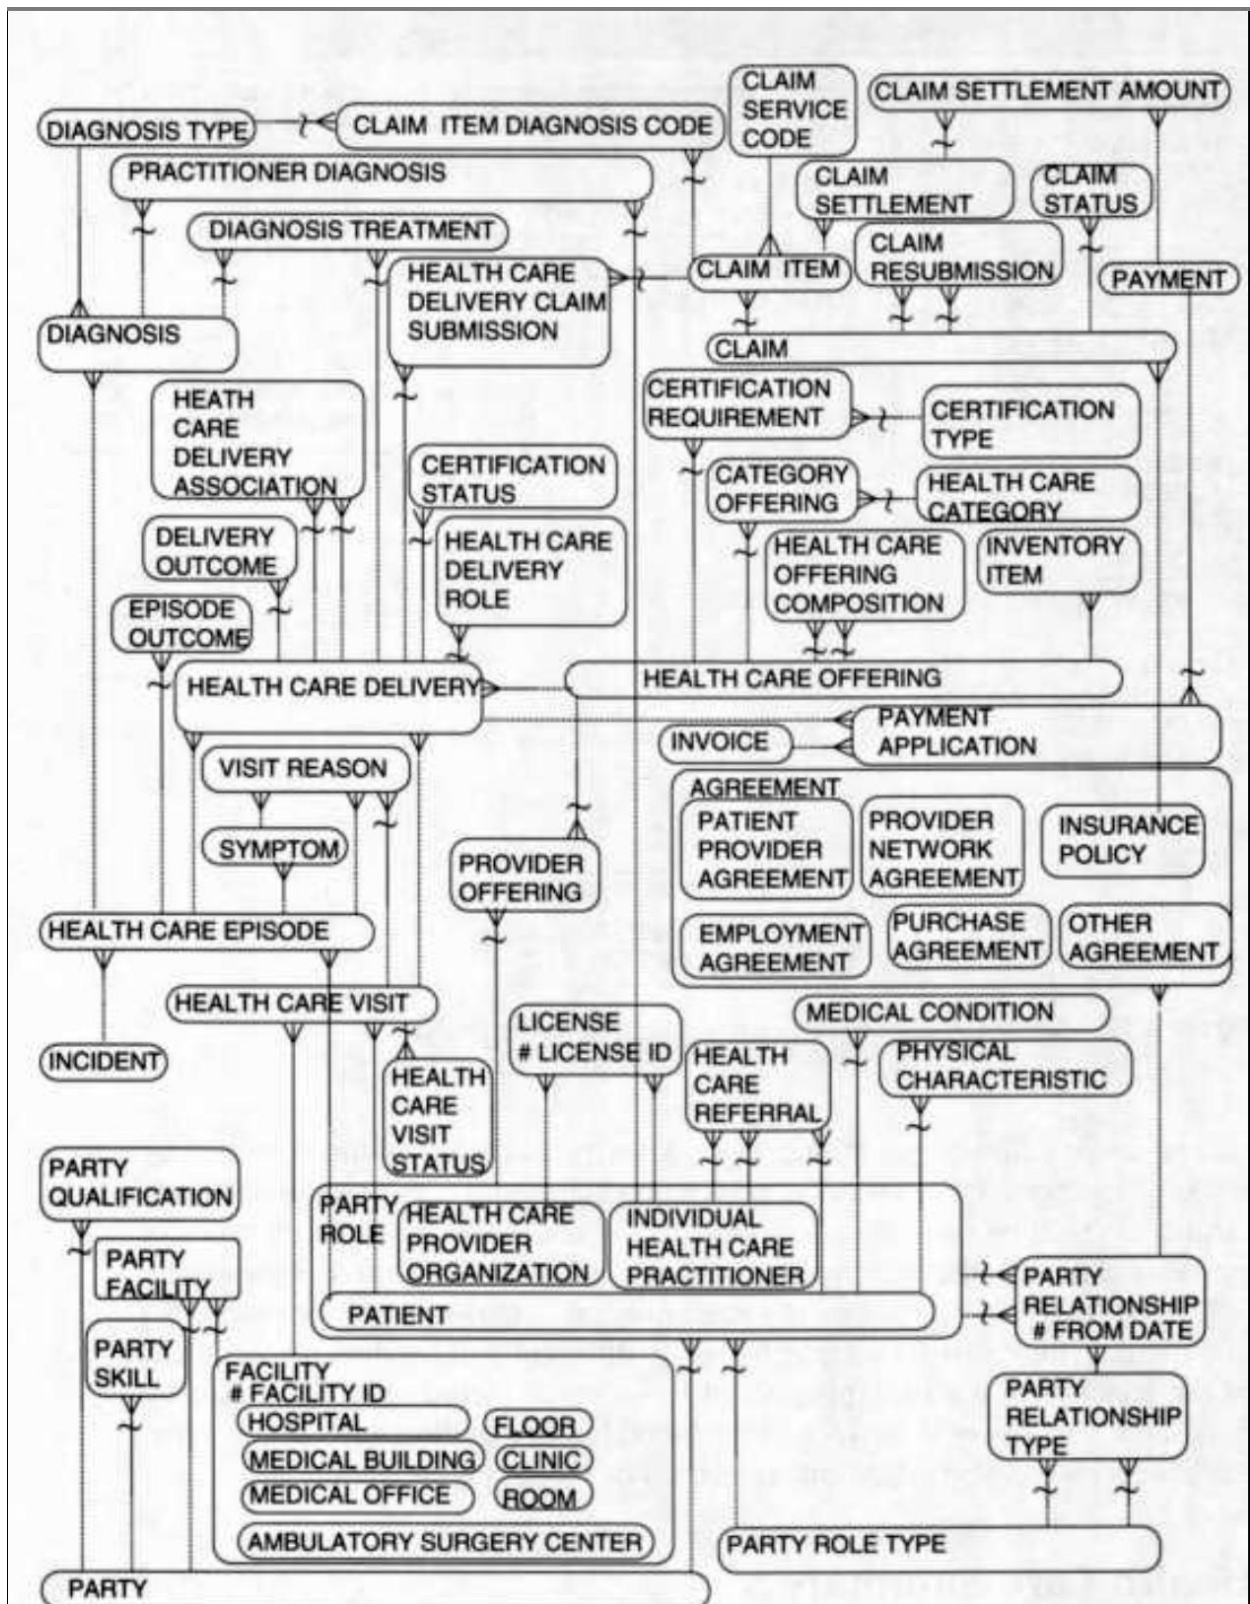 CLAIM
SERVICE
CODE
CLAIM SETTLEMENT AMOUNT
DIAGNOSIS TYPE
CLAIM ITEM DIAGNOSIS CODE
PRACTITIONER DIAGNOSIS
CLAIM
SETTLEMENT
CLAIM
STATUS
DIAGNOSIS TREATMENT
CLAIM
RESUBMISSION
HEALTH CARE
DELIVERY CLAIM
SUBMISSION
CLAIM ITEM
PAYMENT
DIAGNOSIS
CLAIM
HEATH
CARE
DELIVERY
ASSOCIATION
CERTIFICATION
REQUIREMENT
CERTIFICATION
TYPE
CERTIFICATION
STATUS
CATEGORY
OFFERING
HEALTH CARE
CATEGORY
DELIVERY
OUTCOME
HEALTH CARE
DELIVERY
ROLE
HEALTH CARE
OFFERING
COMPOSITION
INVENTORY
ITEM
EPISODE
OUTCOME
HEALTH CARE DELIVERY
HEALTH CARE OFFERING
PAYMENT
APPLICATION
INVOICE
VISIT REASON
AGREEMENT
PATIENT
PROVIDER
AGREEMENT
PROVIDER
NETWORK
AGREEMENT
INSURANCE
POLICY
SYMPTOM
PROVIDER
OFFERING
EMPLOYMENT
AGREEMENT
PURCHASE
AGREEMENT
OTHER
AGREEMENT
HEALTH CARE EPISODE
HEALTH CARE VISIT
LICENSE
# LICENSE ID
MEDICAL CONDITION
INCIDENT
HEALTH
CARE
VISIT
STATUS
HEALTH
CARE
REFERRAL
PHYSICAL
CHARACTERISTIC
PARTY
QUALIFICATION
PARTY
ROLE
HEALTH CARE
PROVIDER
ORGANIZATION
INDIVIDUAL
HEALTH CARE
PRACTITIONER
PARTY
FACILITY
PARTY
RELATIONSHIP
# FROM DATE
PATIENT
PARTY
SKILL
FACILITY
# FACILITY ID
HOSPITAL
FLOOR
MEDICAL BUILDING
CLINIC
MEDICAL OFFICE
ROOM
AMBULATORY SURGERY CENTER
PARTY
RELATIONSHIP
TYPE
PARTY ROLE TYPE
PARTY